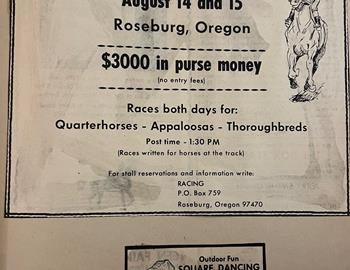 August 14 and 15
Roseburg, Oregon
$3000 in purse money
(no entry fees)
Races both days for:
Quarterhorses - Appaloosas - Thoroughbreds
Post time - 1:30 PM
(Races written for horses at the track)
For stall reservations and information write:
RACING
P.O. Box 759
Roseburg, Oregon 97470
Outdoor Fun
SQUARE DANCING